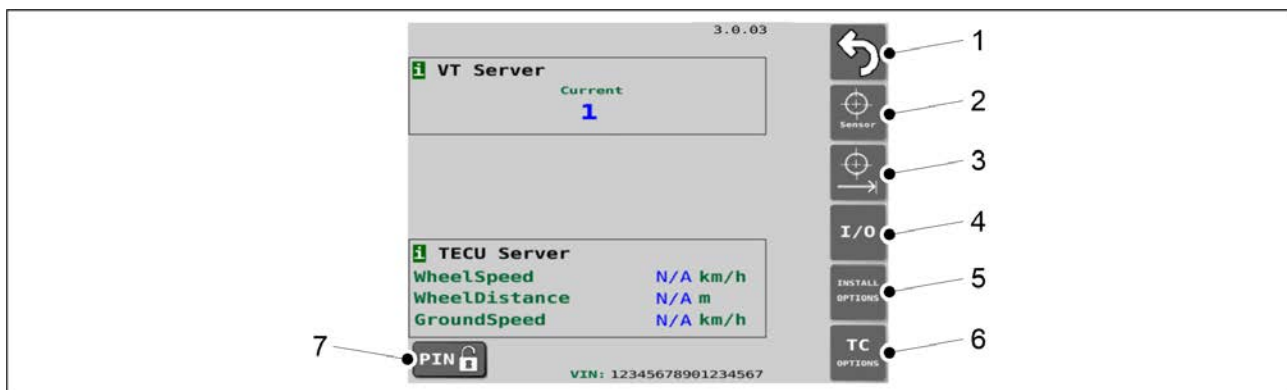 3.0.03
1
i VT Server
Current
1
2
Sensor
3
I/O
4
i TECU Server
WheelSpeed N/A km/h
WheelDistance N/A m
GroundSpeed N/A km/h
INSTALL
OPTIONS
5
TC
OPTIONS
6
7
PIN
VIN: 12345678901234567